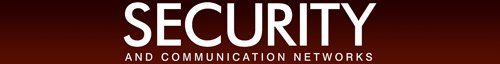 SECURITY
AND COMMUNICATION NETWORKS